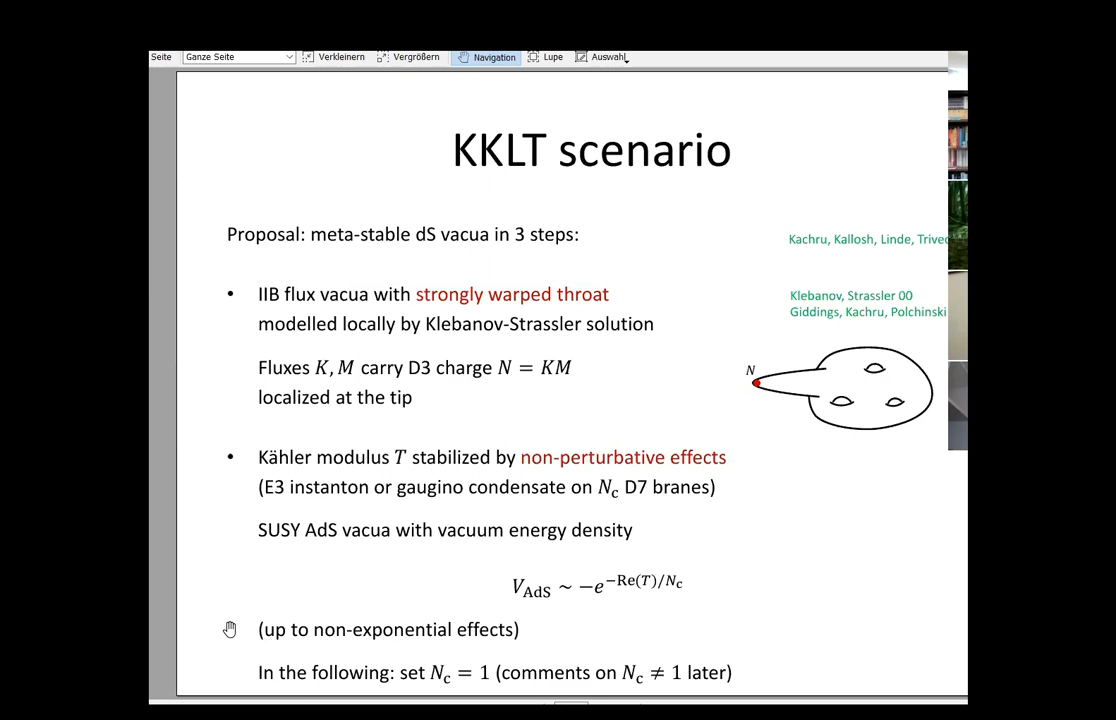 Seite Ganze Seite Verkleinern Vergrößern Navigation Lupe Auswahl
KKLT scenario
Proposal: meta-stable dS vacua in 3 steps:
Kachru, Kallosh, Linde,
• IIB flux vacua with strongly warped throat
Klebanov, Strassler 00
modelled locally by Klebanov-Strassler solution
Giddings, Kachru, Polchinski
Fluxes K, M carry D3 charge N = KM
N
localized at the tip
• Kähler modulus T stabilized by non-perturbative effects
(E3 instanton or gaugino condensate on N_c D7 branes)
SUSY AdS vacua with vacuum energy density
V_AdS ~ −e^{−Re(T)/N_c}
(up to non-exponential effects)
In the following: set N_c = 1 (comments on N_c ≠ 1 later)